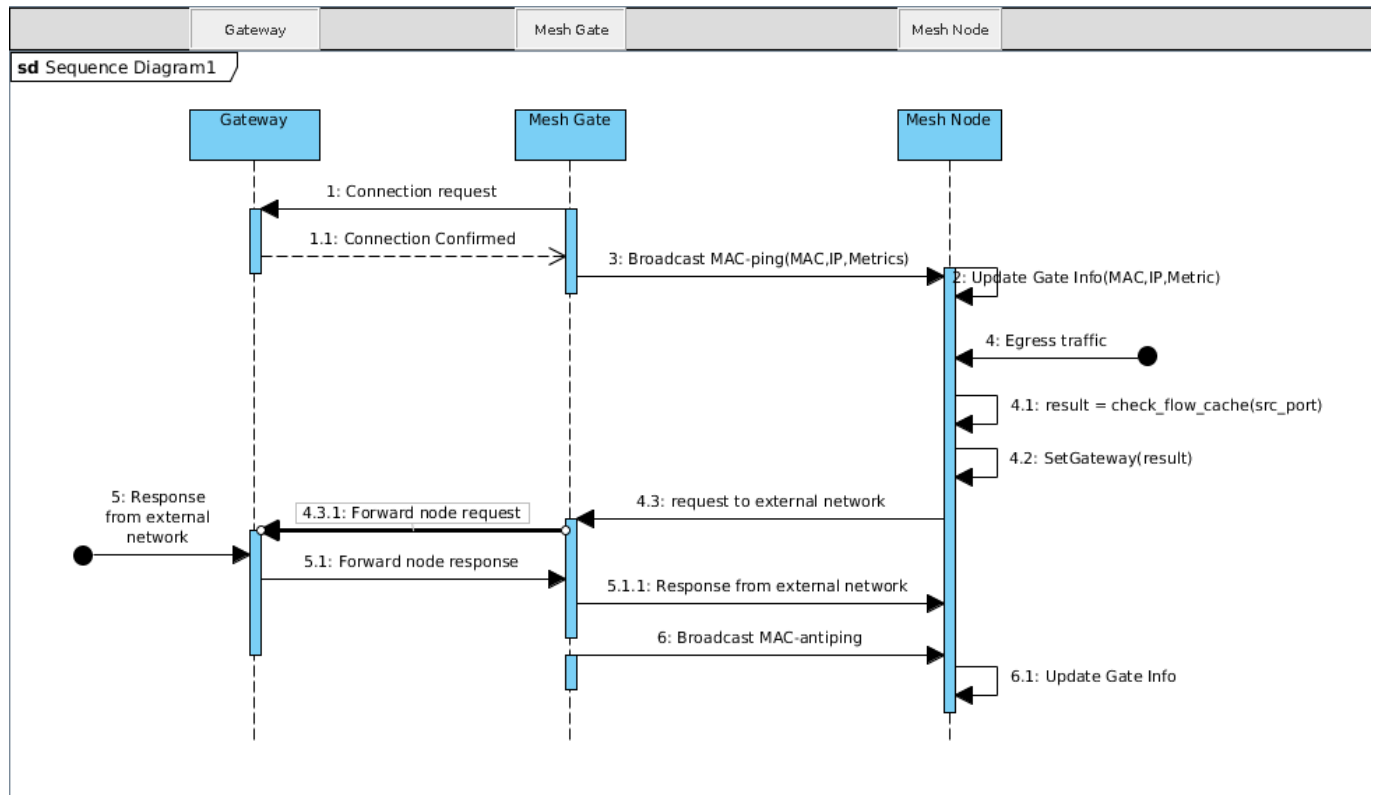 Gateway
Mesh Gate
Mesh Node
sd Sequence Diagram1
Gateway
Mesh Gate
Mesh Node
1: Connection request
1.1: Connection Confirmed
3: Broadcast MAC-ping(MAC,IP,Metrics)
2: Update Gate Info(MAC,IP,Metric)
4: Egress traffic
4.1: result = check_flow_cache(src_port)
4.2: SetGateway(result)
5: Response
from external
network
4.3: request to external network
4.3.1: Forward node request
5.1: Forward node response
5.1.1: Response from external network
6: Broadcast MAC-antiping
6.1: Update Gate Info